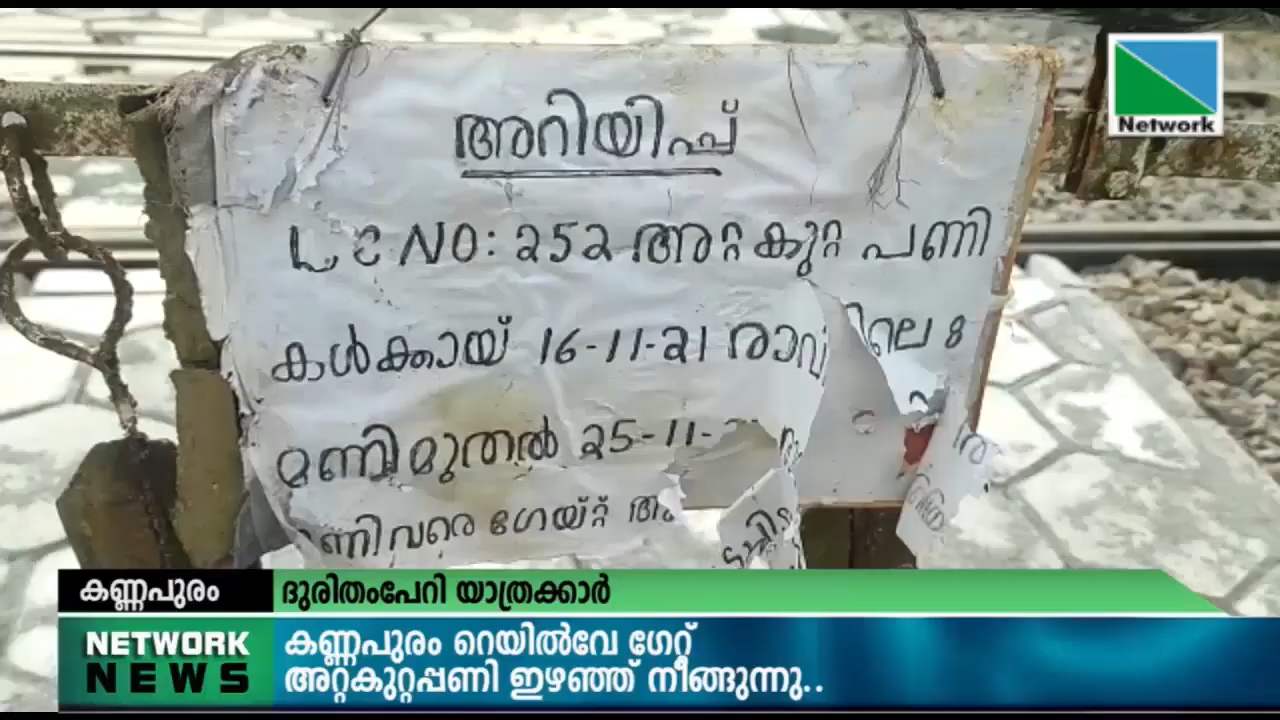 Network
അറിയിപ്പ്
LC NO: 252 അറ്റകുറ്റ പണി
കൾക്കായ് 16-11-21 രാവിലെ 8
മണി മുതൽ 25-11-
മണിവരെ ഗേയ്റ്റ്
കണ്ണപുരം
ദുരിതംപേറി യാത്രക്കാർ
NETWORK NEWS
കണ്ണപുരം റെയിൽവേ ഗേറ്റ്
അറ്റകുറ്റപ്പണി ഇഴഞ്ഞ് നീങ്ങുന്നു..